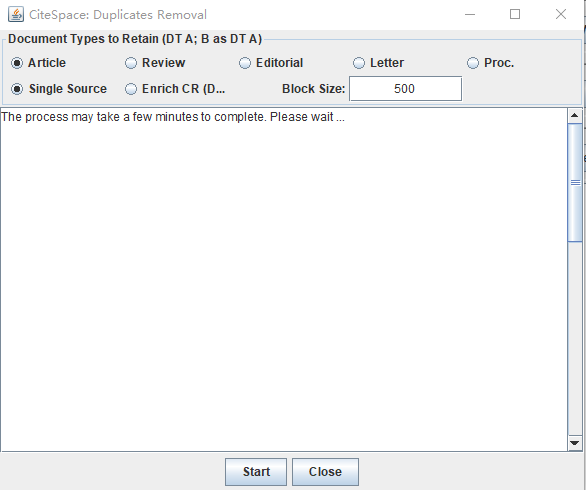 CiteSpace: Duplicates Removal
Document Types to Retain (DT A; B as DT A)
Article Review Editorial Letter Proc.
Single Source Enrich CR (D... Block Size: 500
The process may take a few minutes to complete. Please wait ...
Start Close